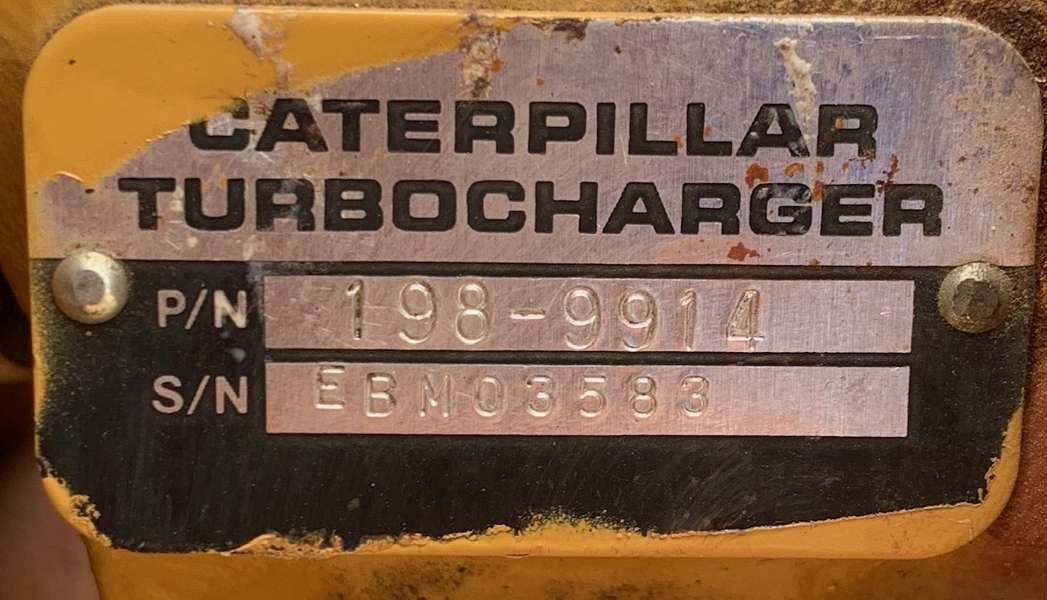 CATERPILLAR
TURBOCHARGER
P/N 198-9914
S/N EBM03583